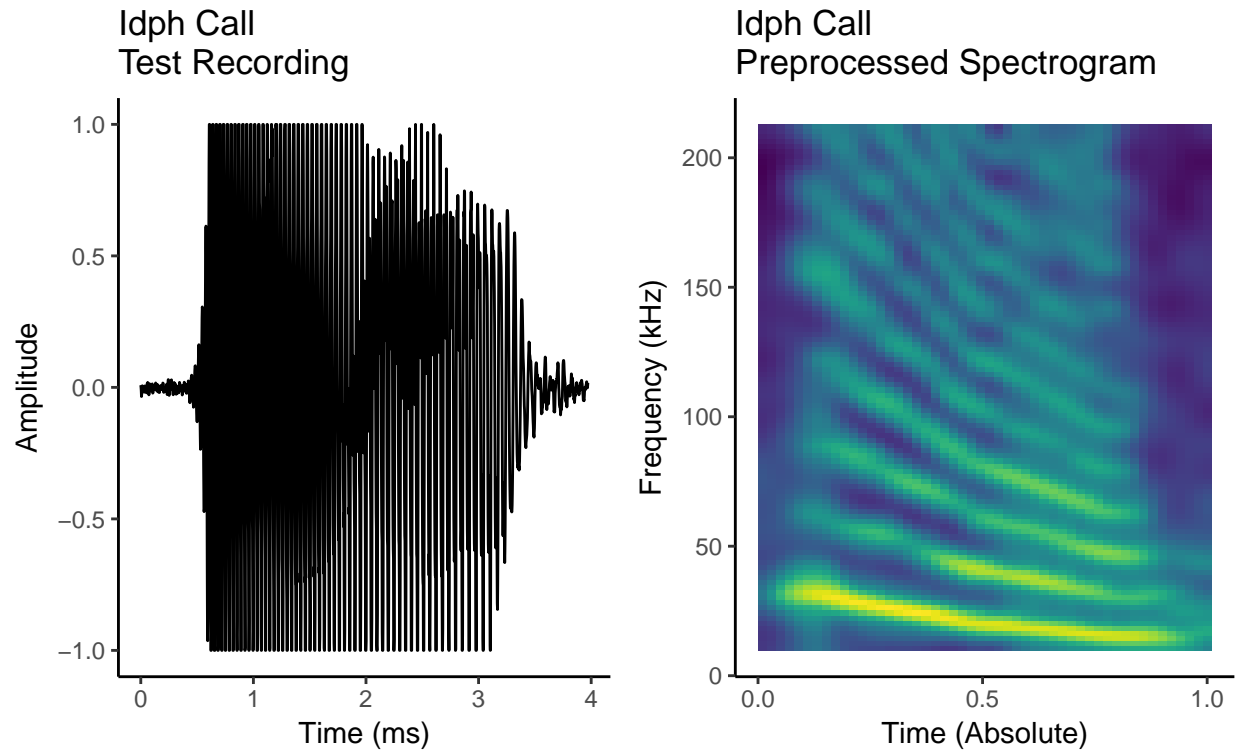 Idph Call
Test Recording
1.0
0.5
0.0
−0.5
−1.0
Amplitude
0
1
2
3
4
Time (ms)
Idph Call
Preprocessed Spectrogram
200
150
100
50
0
Frequency (kHz)
0.0
0.5
1.0
Time (Absolute)